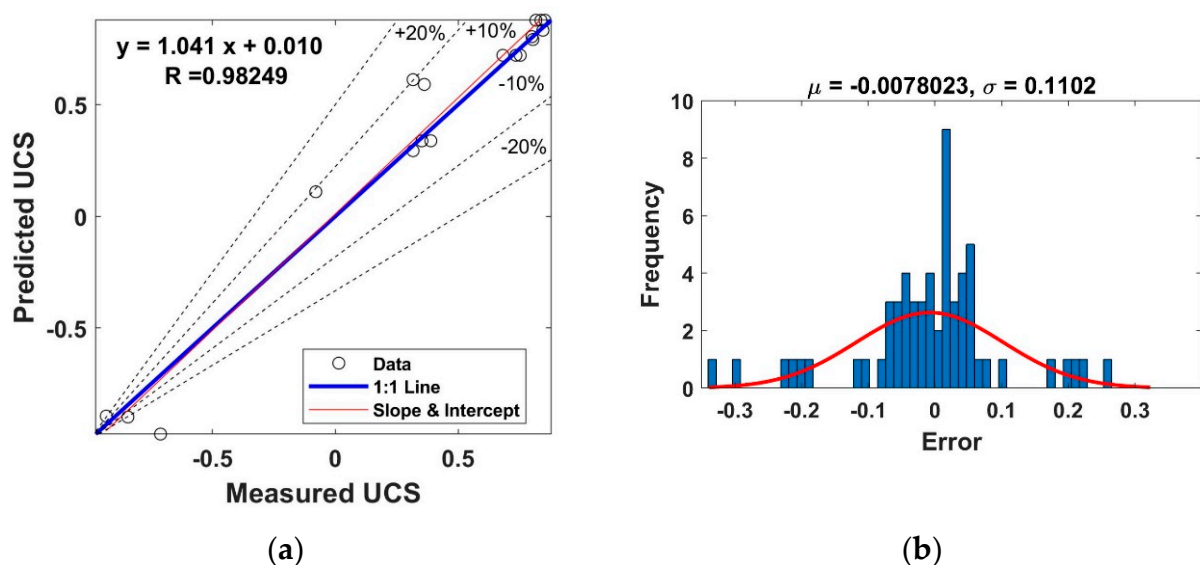 y = 1.041 x + 0.010
R =0.98249
+20%
+10%
-10%
-20%
0.5
0
-0.5
Predicted UCS
Data
1:1 Line
Slope & Intercept
-0.5
0
0.5
Measured UCS
(a)
μ = -0.0078023, σ = 0.1102
10
8
6
4
2
0
Frequency
-0.3
-0.2
-0.1
0
0.1
0.2
0.3
Error
(b)